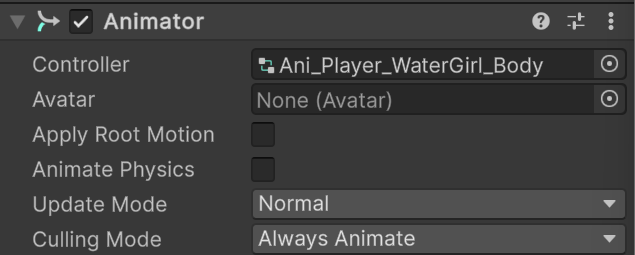 Animator
Controller Ani_Player_WaterGirl_Body
Avatar None (Avatar)
Apply Root Motion
Animate Physics
Update Mode Normal
Culling Mode Always Animate